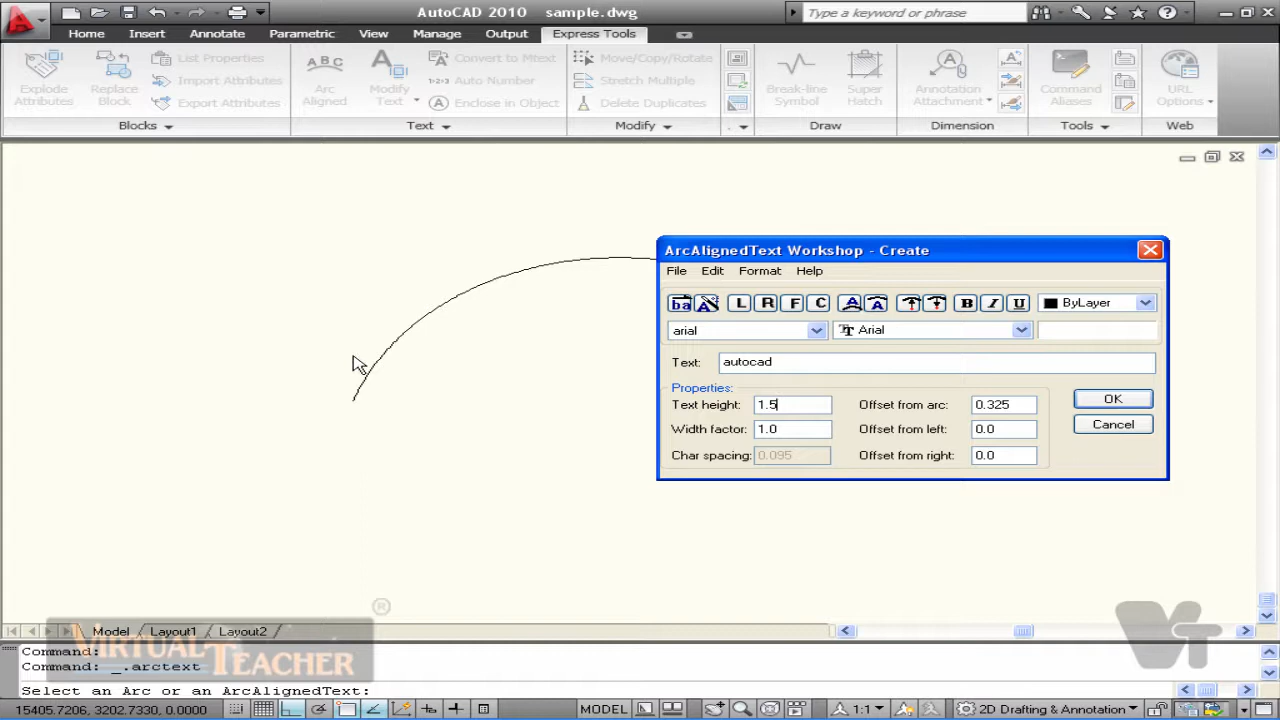 AutoCAD 2010 sample.dwg
Type a keyword or phrase
Home Insert Annotate Parametric View Manage Output Express Tools
Explode Attributes
Replace Block
List Properties
Import Attributes
Export Attributes
ABC
Arc Aligned
Modify Text
Convert to Mtext
1·2·3 Autonumber
Enclose in Object
Move/Copy/Rotate
Stretch Multiple
Delete Duplicates
Break-line Symbol
Super Hatch
Annotation Attachment
Command Aliases
URL Options
Blocks Text Modify Draw Dimension Tools Web
ArcAlignedText Workshop - Create
File Edit Format Help
ba A L R F C A A B I U ByLayer
arial Arial
Text: autocad
Properties:
Text height: 1.5 Offset from arc: 0.325 OK
Width factor: 1.0 Offset from left: 0.0 Cancel
Char spacing: 0.095 Offset from right: 0.0
®
Model Layout1 Layout2
VIRTUAL TEACHER
VT
Command:
Command: _.arctext
Select an Arc or an ArcAlignedText:
15405.7206, 3202.7330, 0.0000 MODEL 1:1 2D Drafting & Annotation